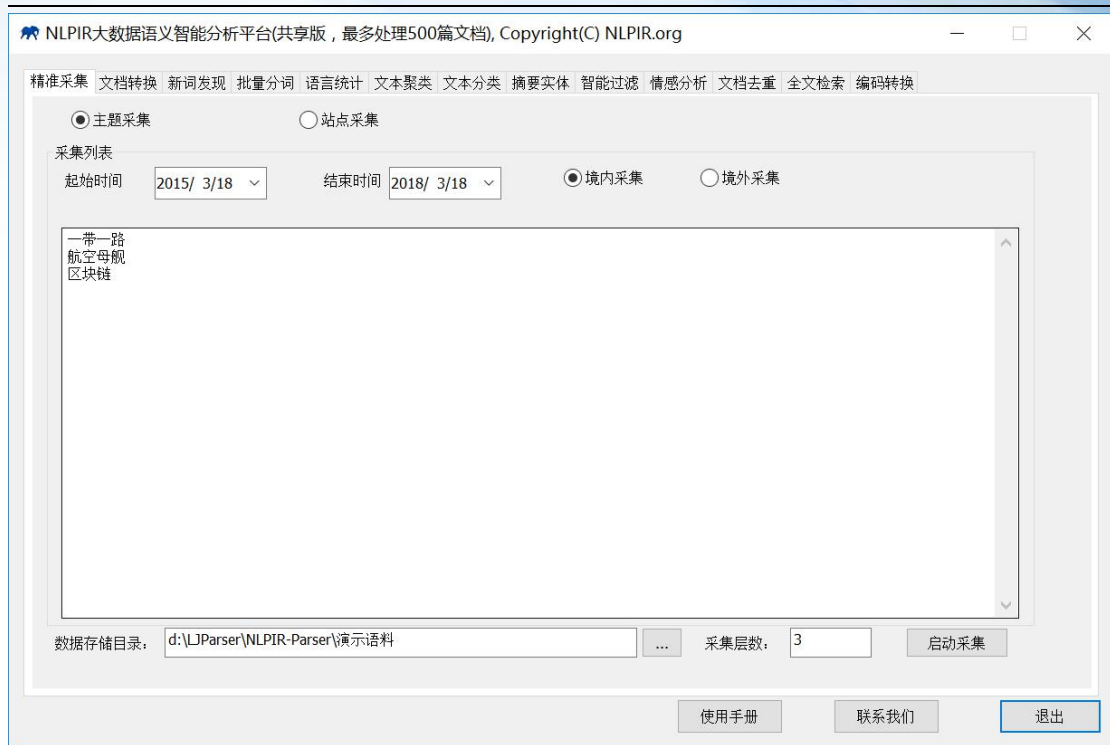 NLPIR大数据语义智能分析平台(共享版，最多处理500篇文档), Copyright(C) NLPIR.org
精准采集 文档转换 新词发现 批量分词 语言统计 文本聚类 文本分类 摘要实体 智能过滤 情感分析 文档去重 全文检索 编码转换
主题采集 站点采集
采集列表
起始时间 2015/ 3/18 结束时间 2018/ 3/18 境内采集 境外采集
一带一路
航空母舰
区块链
数据存储目录： d:\LJParser\NLPIR-Parser\演示语料 ... 采集层数： 3 启动采集
使用手册 联系我们 退出